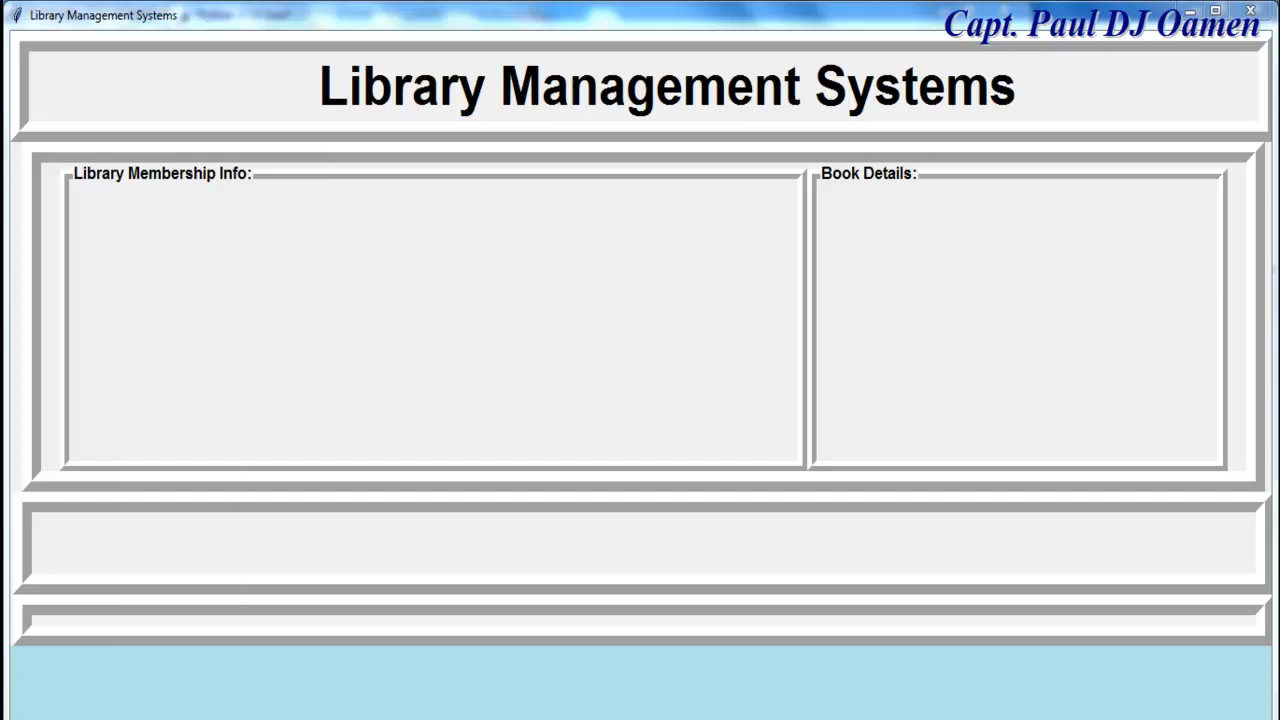 Library Management Systems
Capt. Paul DJ Oamen
Library Management Systems
Library Membership Info:
Book Details: